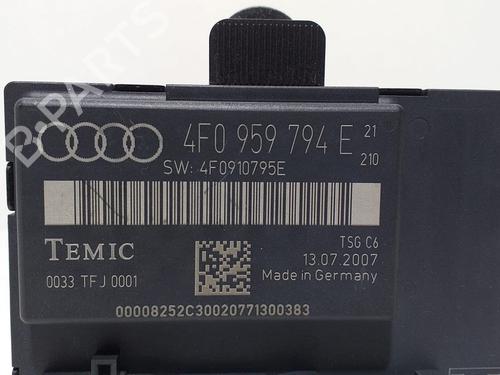 B-PARTS
4F0 959 794 E 21
210
SW: 4F0910795E
TEMIC
TSG C6
13.07.2007
0033 TFJ 0001
Made in Germany
00008252C30020771300383